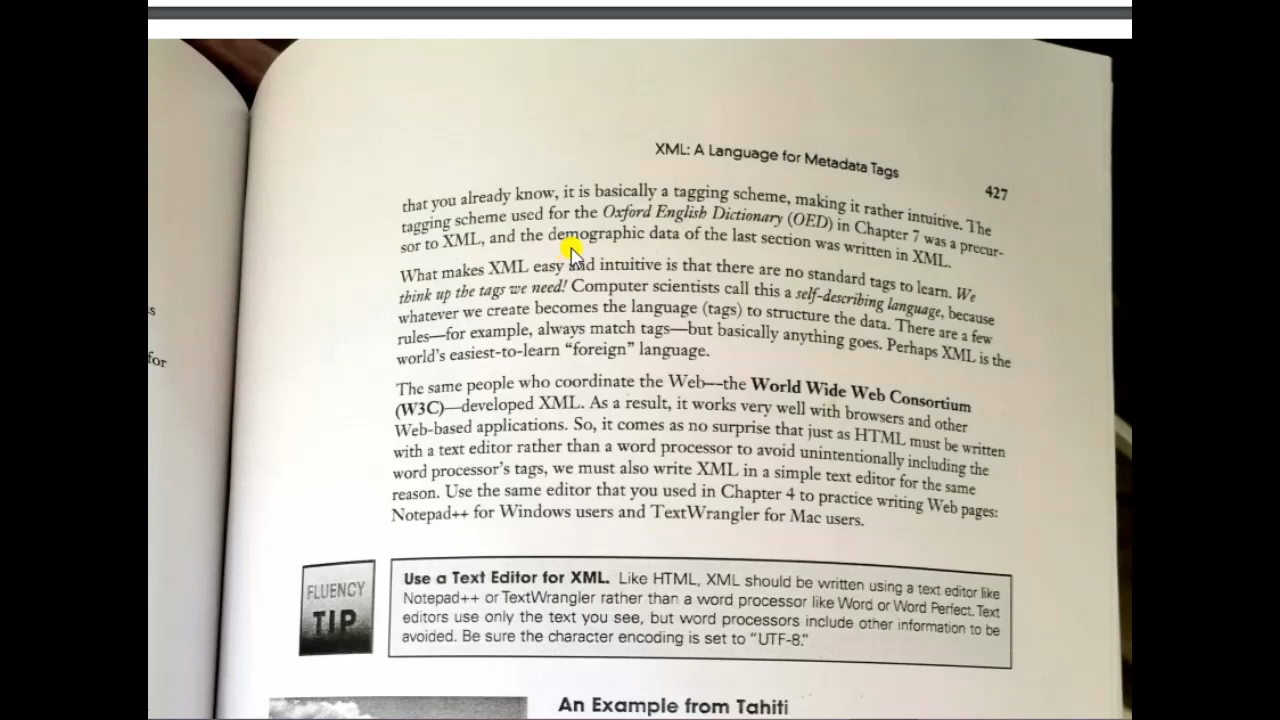 XML: A Language for Metadata Tags
427
that you already know, it is basically a tagging scheme, making it rather intuitive. The
tagging scheme used for the Oxford English Dictionary (OED) in Chapter 7 was a precur-
sor to XML, and the demographic data of the last section was written in XML.
What makes XML easy and intuitive is that there are no standard tags to learn. We
think up the tags we need! Computer scientists call this a self-describing language, because
whatever we create becomes the language (tags) to structure the data. There are a few
rules—for example, always match tags—but basically anything goes. Perhaps XML is the
world's easiest-to-learn "foreign" language.
The same people who coordinate the Web—the World Wide Web Consortium
(W3C)—developed XML. As a result, it works very well with browsers and other
Web-based applications. So, it comes as no surprise that just as HTML must be written
with a text editor rather than a word processor to avoid unintentionally including the
word processor's tags, we must also write XML in a simple text editor for the same
reason. Use the same editor that you used in Chapter 4 to practice writing Web pages:
Notepad++ for Windows users and TextWrangler for Mac users.
for
FLUENCY
TIP
Use a Text Editor for XML. Like HTML, XML should be written using a text editor like
Notepad++ or TextWrangler rather than a word processor like Word or Word Perfect. Text
editors use only the text you see, but word processors include other information to be
avoided. Be sure the character encoding is set to "UTF-8."
An Example from Tahiti